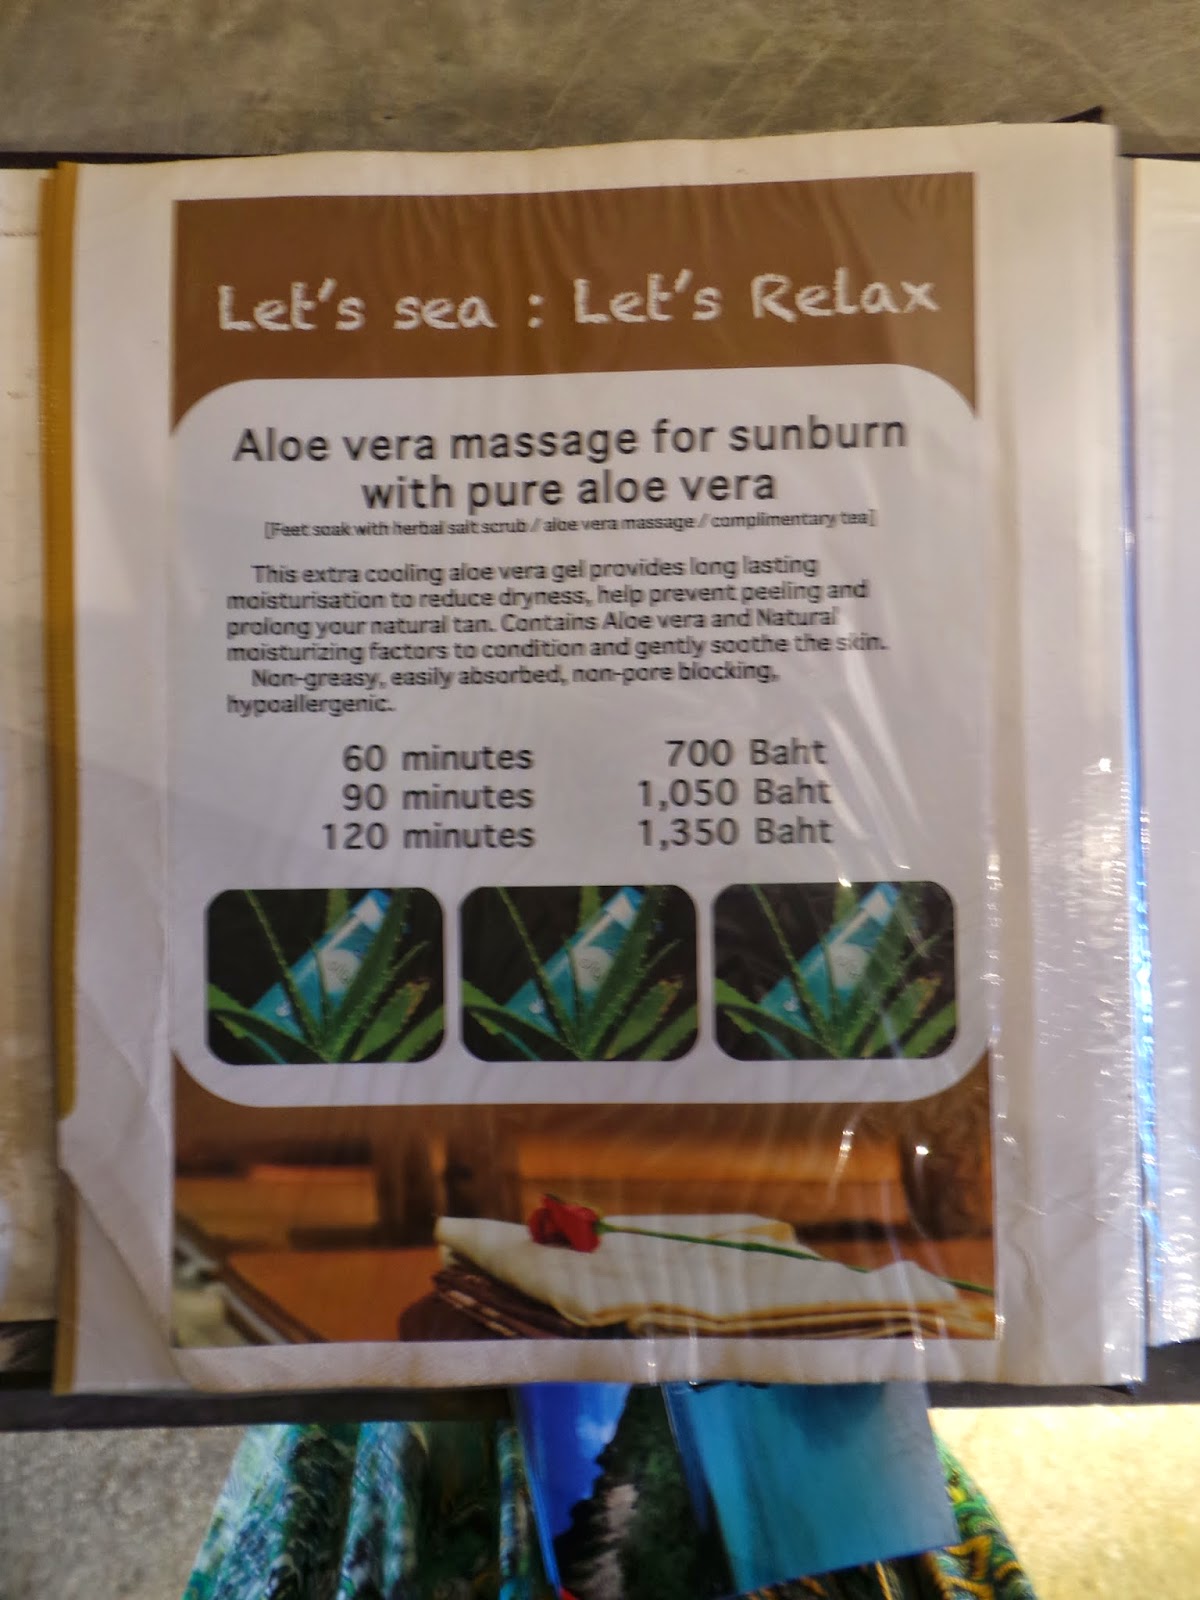 Let's sea : Let's Relax
Aloe vera massage for sunburn
with pure aloe vera
[Feet soak with herbal salt scrub / aloe vera massage / complimentary tea]
This extra cooling aloe vera gel provides long lasting
moisturisation to reduce dryness, help prevent peeling and
prolong your natural tan. Contains Aloe vera and Natural
moisturizing factors to condition and gently soothe the skin.
Non-greasy, easily absorbed, non-pore blocking,
hypoallergenic.
60 minutes 700 Baht
90 minutes 1,050 Baht
120 minutes 1,350 Baht